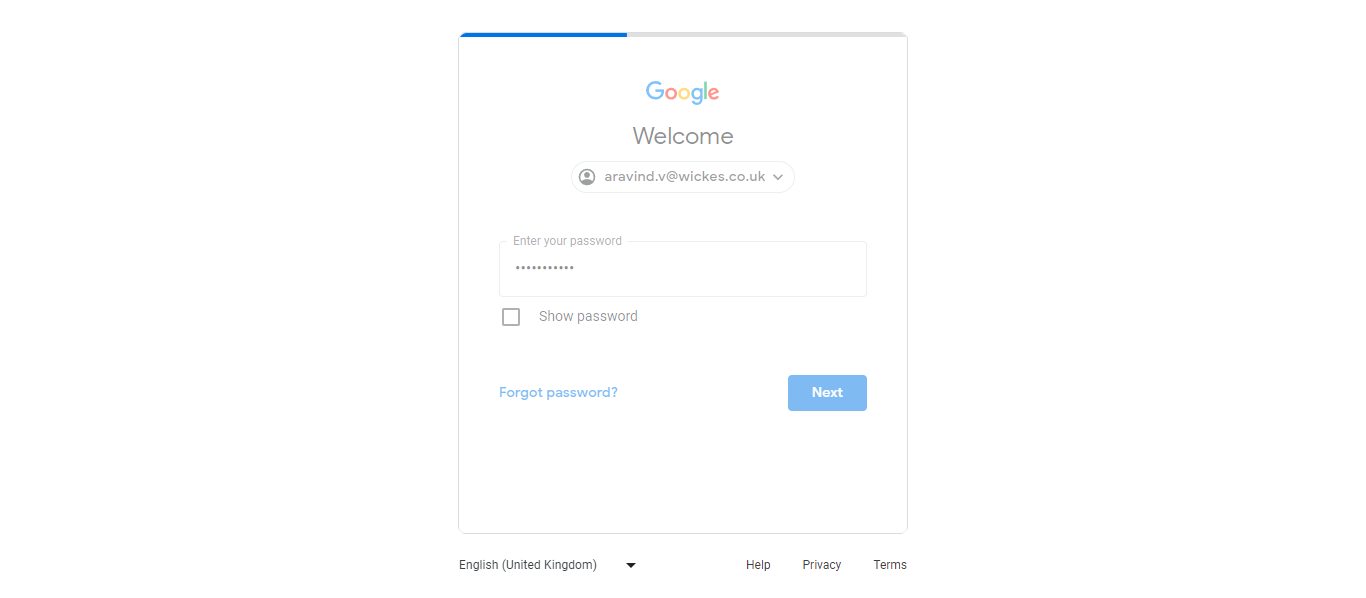 Google
Welcome
aravind.v@wickes.co.uk
Enter your password
•••••••••••
Show password
Forgot password? Next
English (United Kingdom) Help Privacy Terms